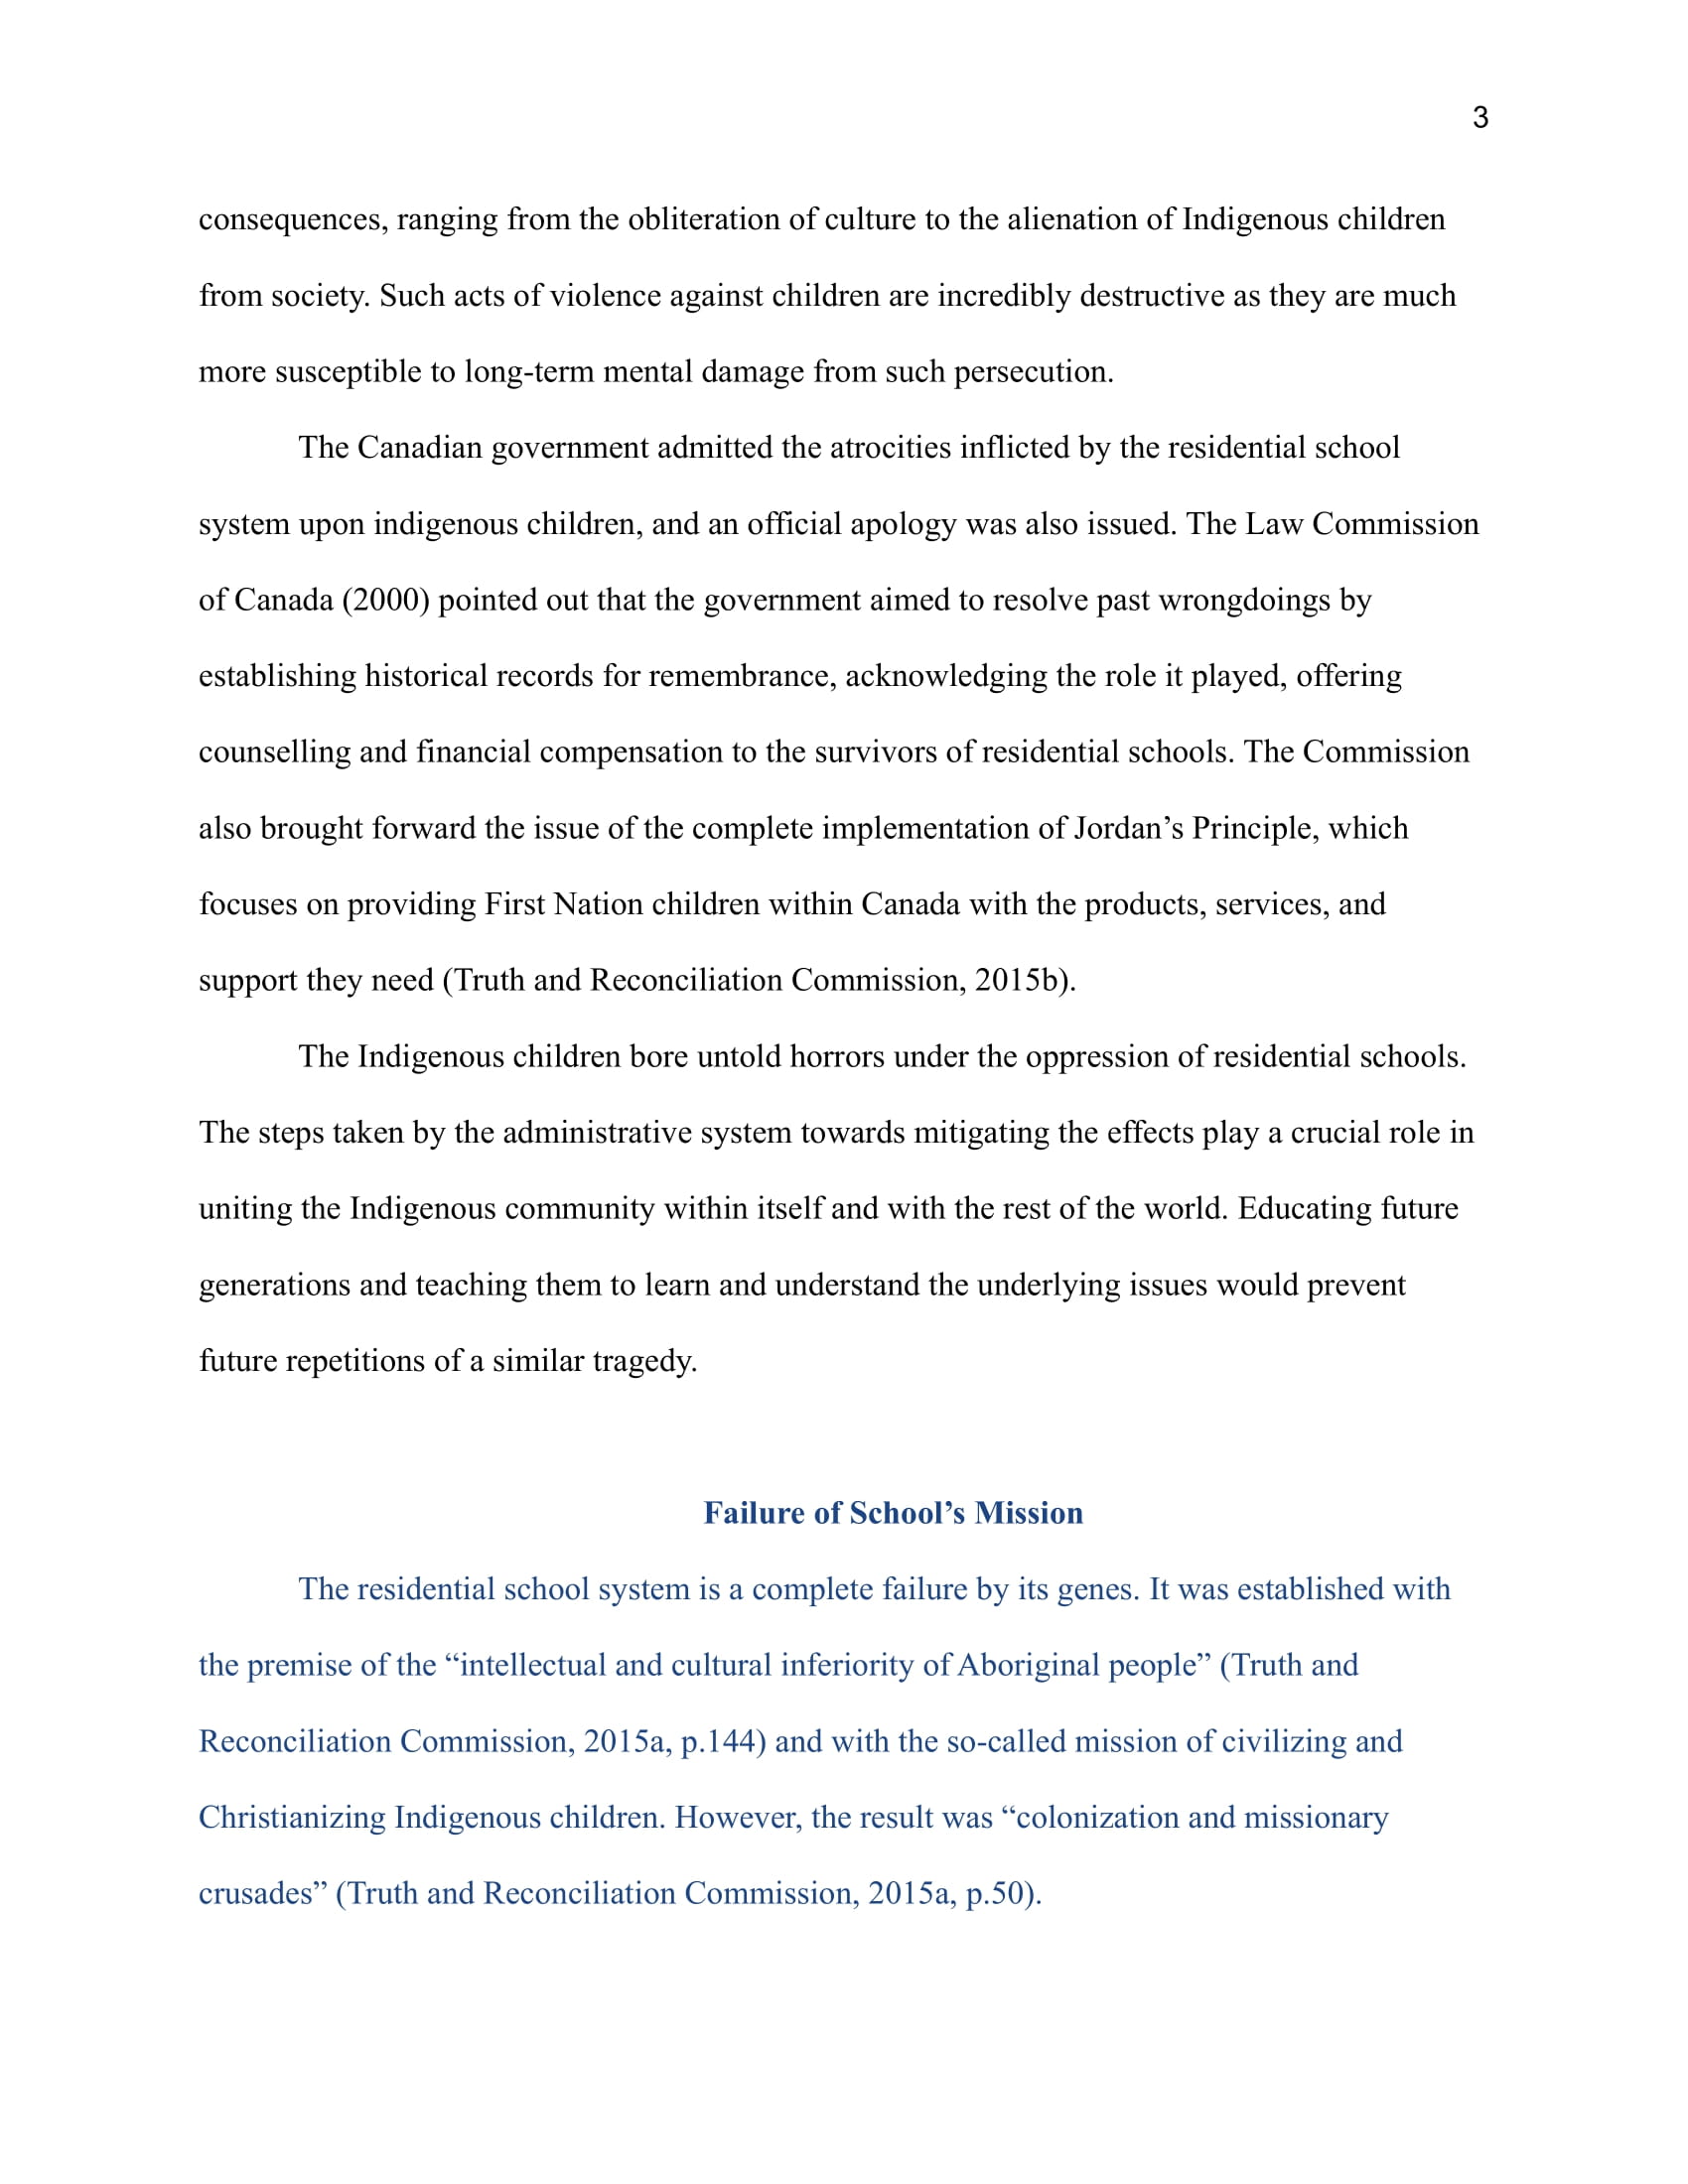 3
consequences, ranging from the obliteration of culture to the alienation of Indigenous children
from society. Such acts of violence against children are incredibly destructive as they are much
more susceptible to long-term mental damage from such persecution.
The Canadian government admitted the atrocities inflicted by the residential school
system upon indigenous children, and an official apology was also issued. The Law Commission
of Canada (2000) pointed out that the government aimed to resolve past wrongdoings by
establishing historical records for remembrance, acknowledging the role it played, offering
counselling and financial compensation to the survivors of residential schools. The Commission
also brought forward the issue of the complete implementation of Jordan’s Principle, which
focuses on providing First Nation children within Canada with the products, services, and
support they need (Truth and Reconciliation Commission, 2015b).
The Indigenous children bore untold horrors under the oppression of residential schools.
The steps taken by the administrative system towards mitigating the effects play a crucial role in
uniting the Indigenous community within itself and with the rest of the world. Educating future
generations and teaching them to learn and understand the underlying issues would prevent
future repetitions of a similar tragedy.
Failure of School’s Mission
The residential school system is a complete failure by its genes. It was established with
the premise of the “intellectual and cultural inferiority of Aboriginal people” (Truth and
Reconciliation Commission, 2015a, p.144) and with the so-called mission of civilizing and
Christianizing Indigenous children. However, the result was “colonization and missionary
crusades” (Truth and Reconciliation Commission, 2015a, p.50).